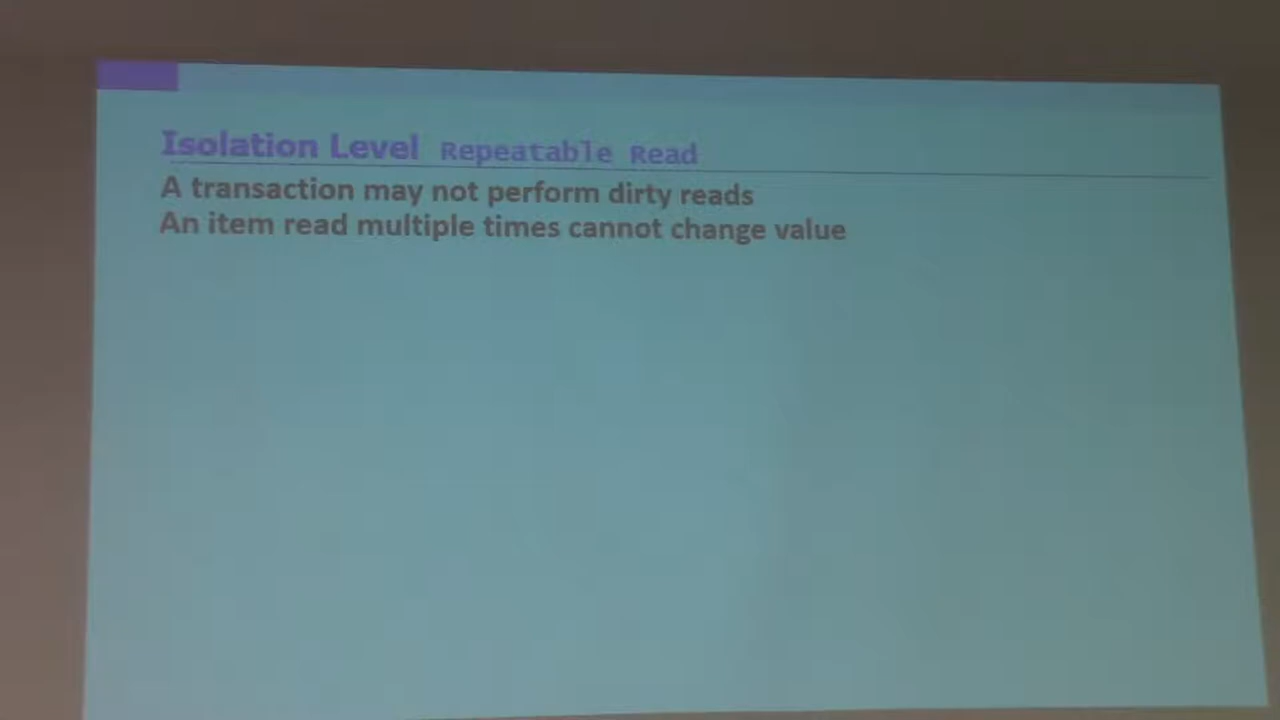 Isolation Level Repeatable Read
A transaction may not perform dirty reads
An item read multiple times cannot change value